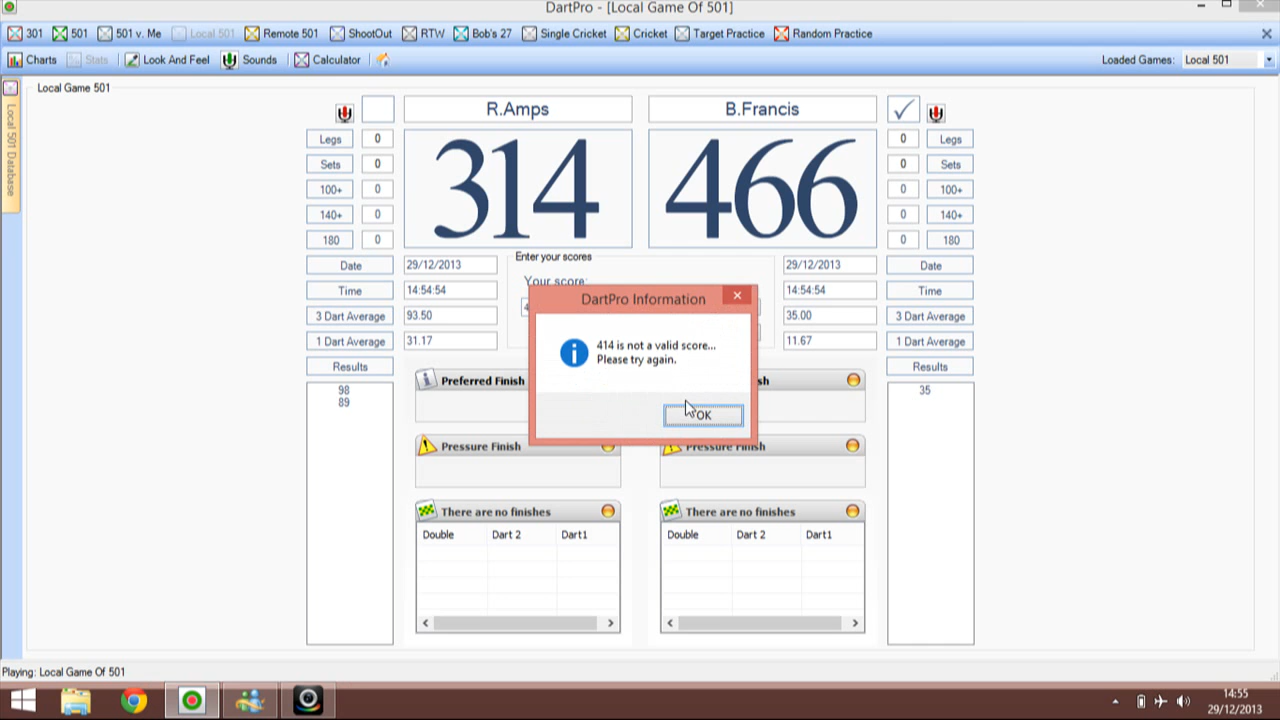 DartPro - [Local Game Of 501]
301 501 501 v. Me Local 501 Remote 501 ShootOut RTW Bob's 27 Single Cricket Cricket Target Practice Random Practice
Charts Stats Look And Feel Sounds Calculator Loaded Games: Local 501
Local Game 501
Local 501 Database
R.Amps B.Francis
314 466
Legs 0 0 Legs
Sets 0 0 Sets
100+ 0 0 100+
140+ 0 0 140+
180 0 0 180
Enter your scores
Date 29/12/2013 29/12/2013 Date
Your score:
Time 14:54:54 14:54:54 Time
DartPro Information
3 Dart Average 93.50 35.00 3 Dart Average
1 Dart Average 31.17 11.67 1 Dart Average
414 is not a valid score...
Please try again.
OK
Results Results
98 35
89
Preferred Finish
Pressure Finish Pressure Finish
There are no finishes There are no finishes
Double Dart 2 Dart1 Double Dart 2 Dart1
Playing: Local Game Of 501
14:55
29/12/2013